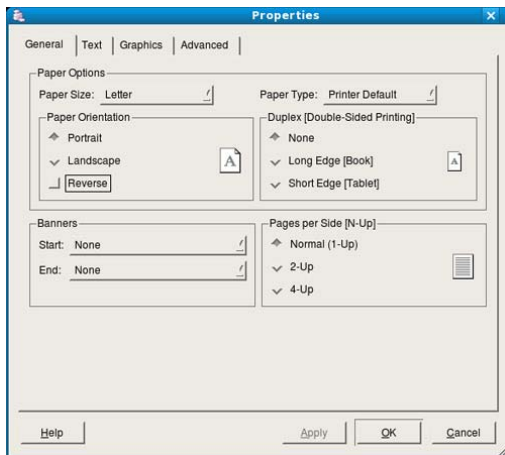 Properties
General Text Graphics Advanced
Paper Options
Paper Size: Letter
Paper Type: Printer Default
Paper Orientation
Portrait
Landscape
Reverse
A
Duplex [Double-Sided Printing]
None
Long Edge [Book]
Short Edge [Tablet]
A
Banners
Start: None
End: None
Pages per Side [N-Up]
Normal (1-Up)
2-Up
4-Up
Help Apply OK Cancel